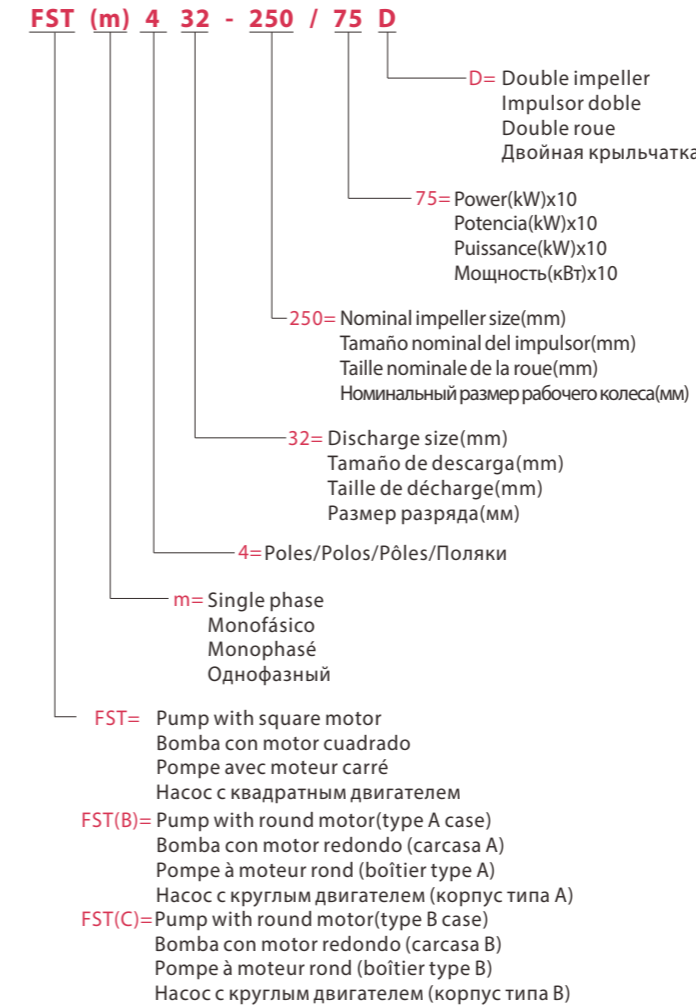 FST (m) 4 32 - 250 / 75 D
D= Double impeller
Impulsor doble
Double roue
Двойная крыльчатка
75= Power(kW)x10
Potencia(kW)x10
Puissance(kW)x10
Мощность(кВт)x10
250= Nominal impeller size(mm)
Tamaño nominal del impulsor(mm)
Taille nominale de la roue(mm)
Номинальный размер рабочего колеса(мм)
32= Discharge size(mm)
Tamaño de descarga(mm)
Taille de décharge(mm)
Размер разряда(мм)
4=Poles/Polos/Pôles/Поляки
m= Single phase
Monofásico
Monophasé
Однофазный
FST= Pump with square motor
Bomba con motor cuadrado
Pompe avec moteur carré
Насос с квадратным двигателем
FST(B)= Pump with round motor(type A case)
Bomba con motor redondo (carcasa A)
Pompe à moteur rond (boîtier type A)
Насос с круглым двигателем (корпус типа A)
FST(C)=Pump with round motor(type B case)
Bomba con motor redondo (carcasa B)
Pompe à moteur rond (boîtier type B)
Насос с круглым двигателем (корпус типа B)